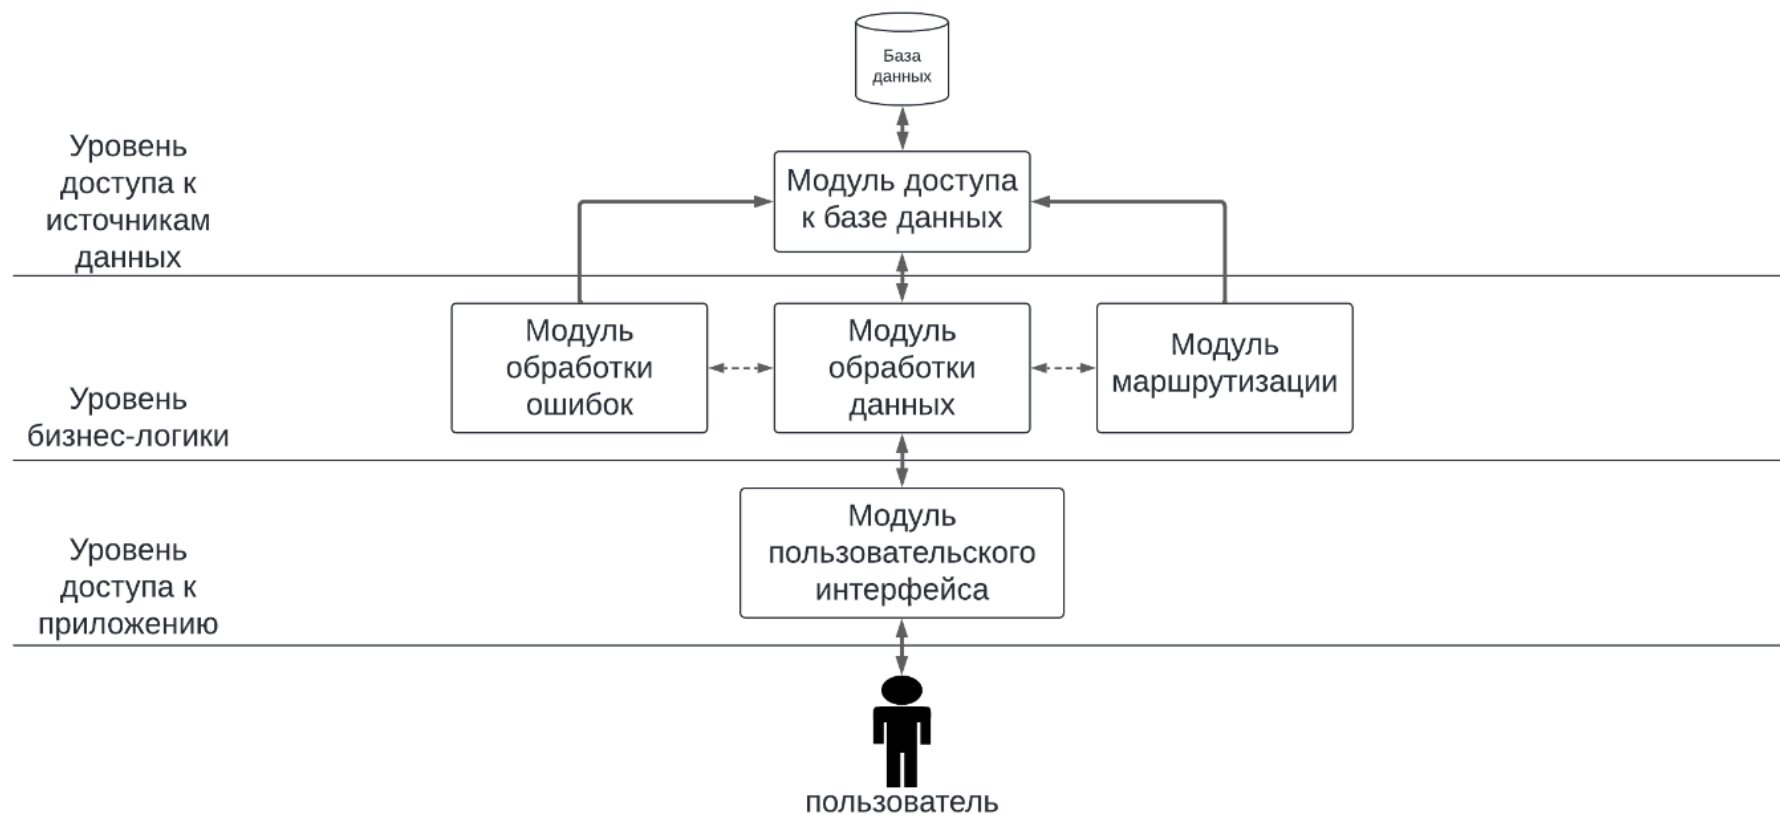 База
данных
Уровень
доступа к
источникам
данных
Модуль доступа
к базе данных
Модуль
обработки
ошибок
Модуль
обработки
данных
Модуль
маршрутизации
Уровень
бизнес-логики
Модуль
пользовательского
интерфейса
Уровень
доступа к
приложению
пользователь